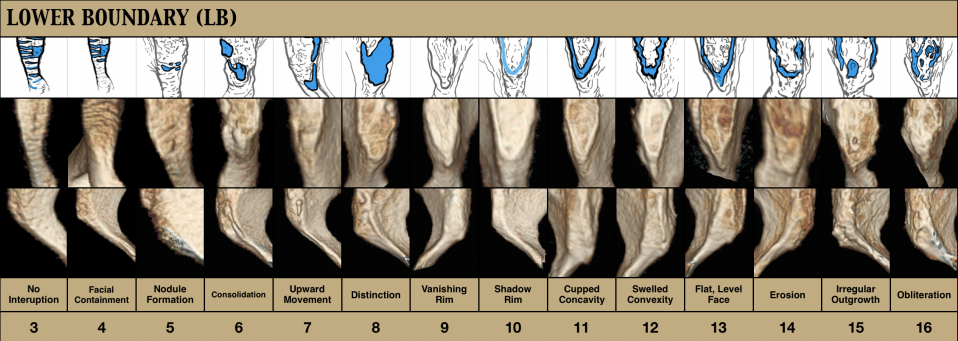 LOWER BOUNDARY (LB)
No Facial Nodule Consolidation Upward Distinction Vanishing Shadow Cupped Swelled Flat, Level Erosion Irregular Obliteration
Interuption Containment Formation Movement Rim Rim Concavity Convexity Face Outgrowth
3 4 5 6 7 8 9 10 11 12 13 14 15 16